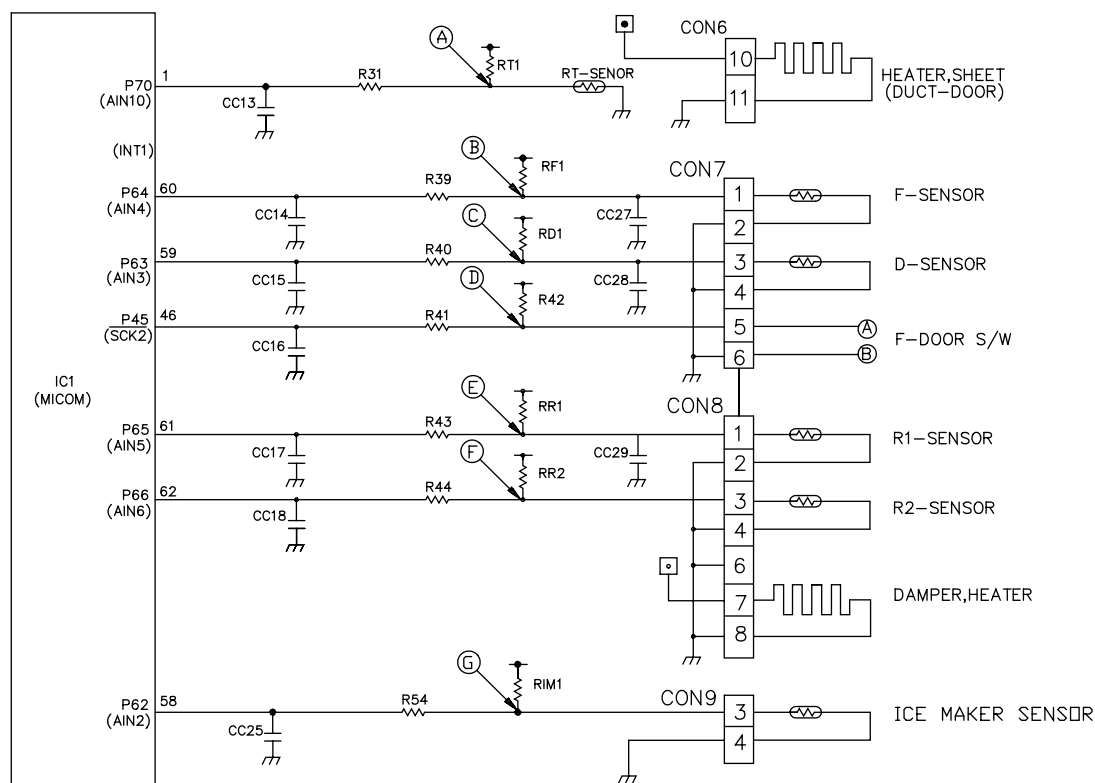 A
CON6
RT1
P70
1
R31
RT-SENOR
10
(AIN10)
CC13
HEATER,SHEET
(DUCT-DOOR)
11
(INT1)
B
RF1
CON7
P64
60
R39
1
F-SENSOR
(AIN4)
CC14
CC27
2
C
RD1
P63
59
R40
3
D-SENSOR
(AIN3)
CC15
CC28
4
D
R42
P45
46
R41
5
A
F-DOOR S/W
(SCK2)
CC16
6
B
IC1
(MICOM)
E
RR1
CON8
P65
61
R43
1
R1-SENSOR
(AIN5)
CC17
CC29
2
F
RR2
P66
62
R44
3
R2-SENSOR
(AIN6)
CC18
4
6
7
DAMPER,HEATER
8
G
RIM1
P62
58
R54
CON9
3
ICE MAKER SENSOR
(AIN2)
CC25
4